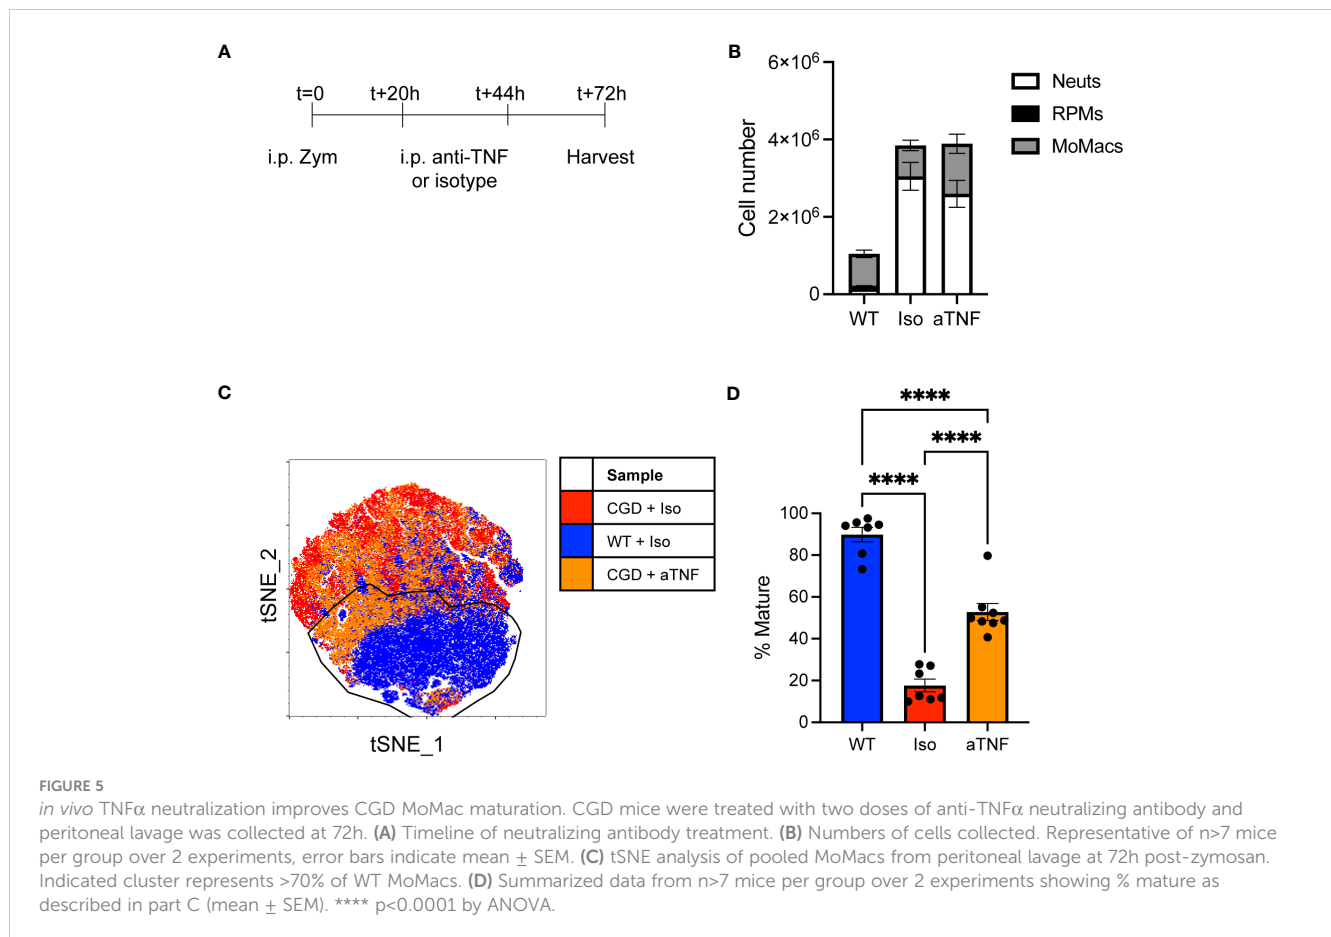 A
t=0 t+20h t+44h t+72h
i.p. Zym i.p. anti-TNF Harvest
or isotype
B
6×10⁶
4×10⁶
2×10⁶
0
Cell number
WT Iso aTNF
Neuts
RPMs
MoMacs
C
tSNE_2
tSNE_1
Sample
CGD + Iso
WT + Iso
CGD + aTNF
D
****
****
****
100
80
60
40
20
0
% Mature
WT Iso aTNF
FIGURE 5
in vivo TNFα neutralization improves CGD MoMac maturation. CGD mice were treated with two doses of anti-TNFα neutralizing antibody and
peritoneal lavage was collected at 72h. (A) Timeline of neutralizing antibody treatment. (B) Numbers of cells collected. Representative of n>7 mice
per group over 2 experiments, error bars indicate mean ± SEM. (C) tSNE analysis of pooled MoMacs from peritoneal lavage at 72h post-zymosan.
Indicated cluster represents >70% of WT MoMacs. (D) Summarized data from n>7 mice per group over 2 experiments showing % mature as
described in part C (mean ± SEM). **** p<0.0001 by ANOVA.